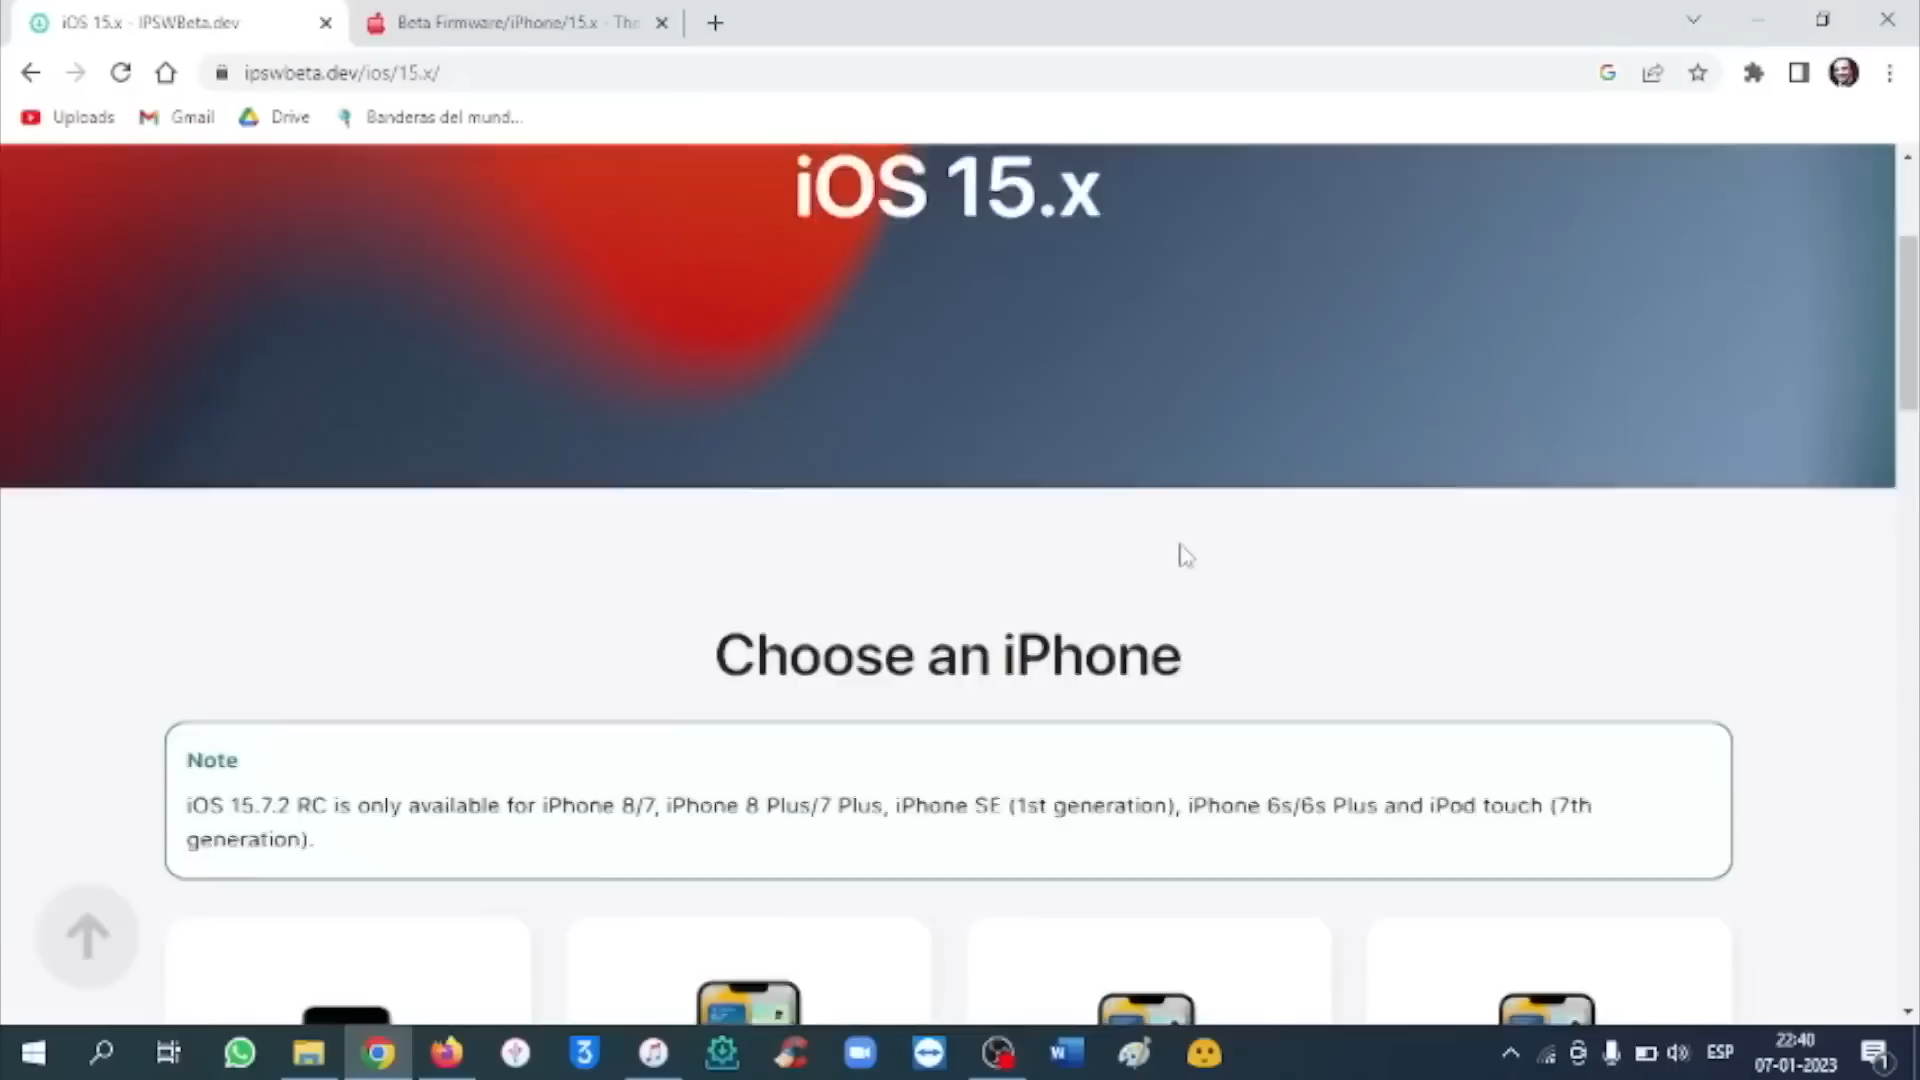 iOS 15.x - IPSWBeta.dev
Beta Firmware/iPhone/15.x - The
ipswbeta.dev/ios/15.x/
Uploads
Gmail
Drive
Banderas del mund...
iOS 15.x
Choose an iPhone
Note
iOS 15.7.2 RC is only available for iPhone 8/7, iPhone 8 Plus/7 Plus, iPhone SE (1st generation), iPhone 6s/6s Plus and iPod touch (7th
generation).
ESP
22:40
07-01-2023
1